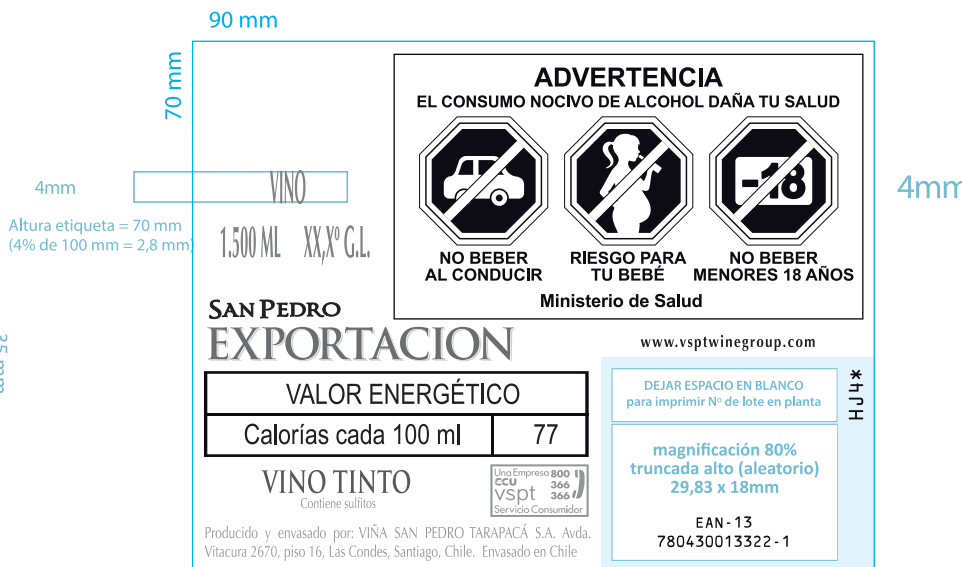 90 mm
70 mm
ADVERTENCIA
EL CONSUMO NOCIVO DE ALCOHOL DAÑA TU SALUD
-18
NO BEBER
AL CONDUCIR
RIESGO PARA
TU BEBÉ
NO BEBER
MENORES 18 AÑOS
Ministerio de Salud
4mm
VINO
4mm
Altura etiqueta = 70 mm
(4% de 100 mm = 2,8 mm)
1.500 ML XX,Xº G.L.
25 mm
SAN PEDRO
EXPORTACION
www.vsptwinegroup.com
VALOR ENERGÉTICO
Calorías cada 100 ml 77
DEJAR ESPACIO EN BLANCO
para imprimir Nº de lote en planta
HJ4*
magnificación 80%
truncada alto (aleatorio)
29,83 x 18mm
EAN-13
780430013322-1
VINO TINTO
Contiene sulfitos
Una Empresa 800
CCU 366
vspt 366
Servicio Consumidor
Producido y envasado por: VIÑA SAN PEDRO TARAPACÁ S.A. Avda.
Vitacura 2670, piso 16, Las Condes, Santiago, Chile. Envasado en Chile